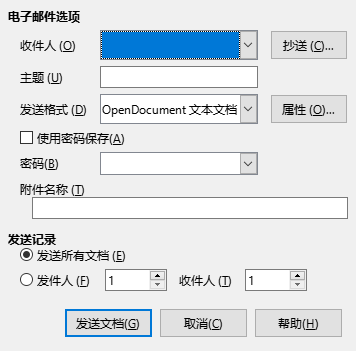 电子邮件选项
收件人 (O) 抄送 (C)...
主题 (U)
发送格式 (D) OpenDocument 文本文档 属性 (O)...
使用密码保存(A)
密码(B)
附件名称 (T)
发送记录
发送所有文档 (E)
发件人 (F) 1 收件人 (T) 1
发送文档(G) 取消(C) 帮助(H)